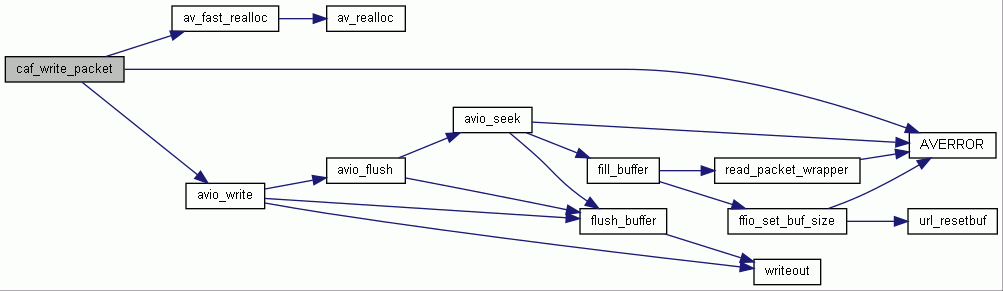 av_fast_realloc
av_realloc
caf_write_packet
avio_seek
AVERROR
avio_flush
fill_buffer
read_packet_wrapper
avio_write
flush_buffer
ffio_set_buf_size
url_resetbuf
writeout